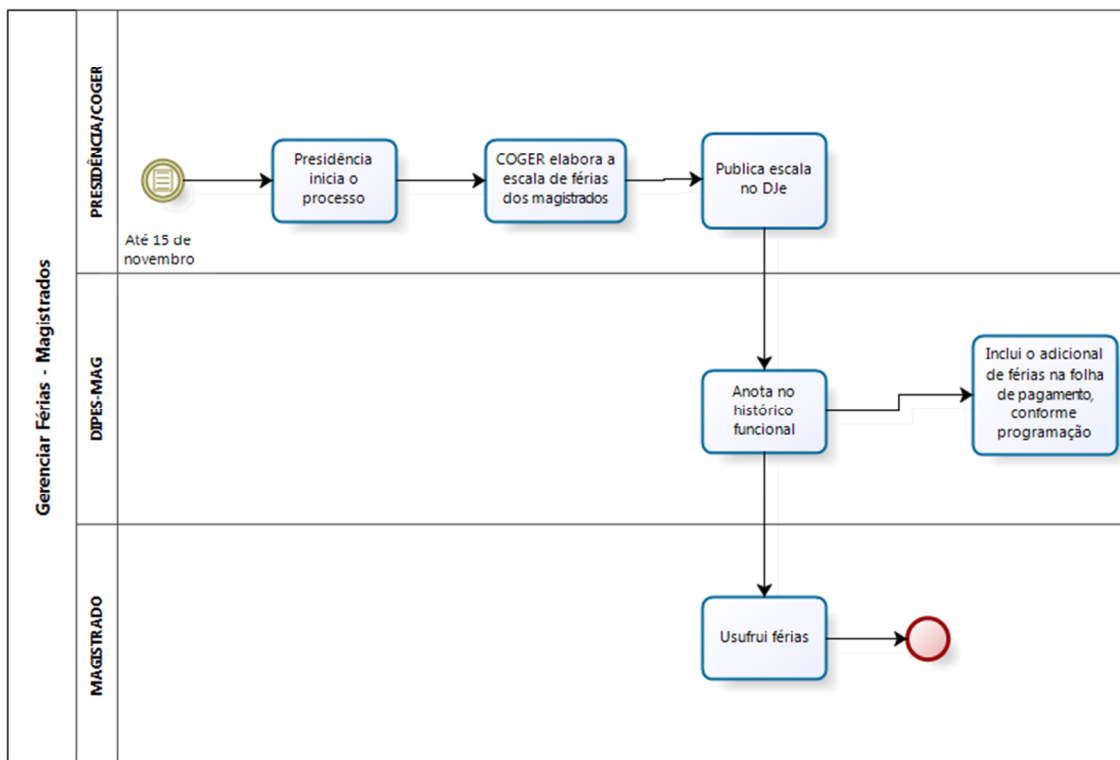 Gerenciar Férias - Magistrados
PRESIDÊNCIA/COGER
Até 15 de
novembro
Presidência
inicia o
processo
COGER elabora a
escala de férias
dos magistrados
Publica escala
no DJe
DIPES-MAG
Anota no
histórico
funcional
Inclui o adicional
de férias na folha
de pagamento,
conforme
programação
MAGISTRADO
Usufrui férias